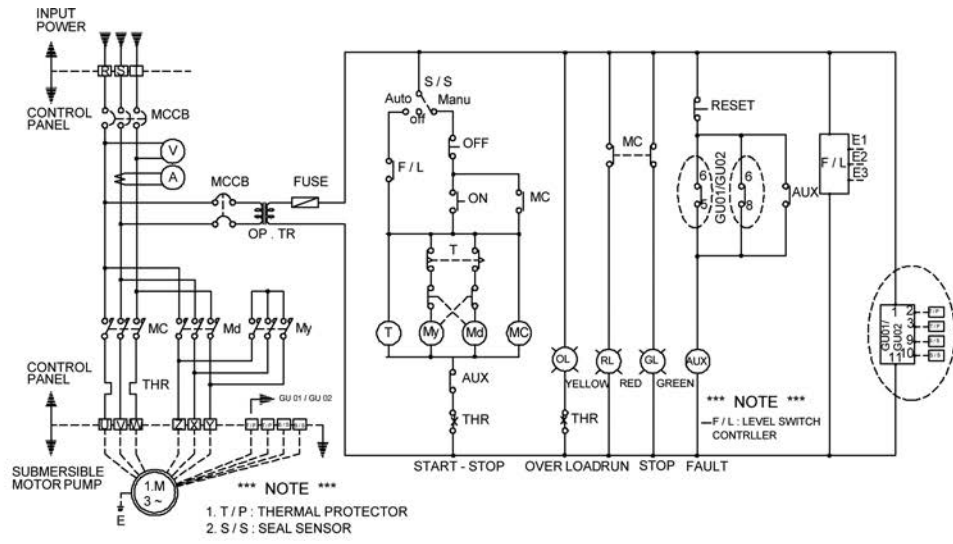 INPUT
POWER
R S T
CONTROL
PANEL
MCCB
V
A
MCCB
FUSE
OP . TR
MC
Md
My
CONTROL
PANEL
THR
GU 01 / GU 02
U V W Z X Y
SUBMERSIBLE
MOTOR PUMP
1.M
3 ~
E
*** NOTE ***
1. T / P : THERMAL PROTECTOR
2. S / S : SEAL SENSOR
S / S
Auto
off
Manu
OFF
F / L
ON
MC
T
T
My
Md
MC
AUX
THR
START - STOP
OL
YELLOW
THR
OVER LOAD
MC
RL
RED
RUN
GL
GREEN
STOP
RESET
6
5
GU01/GU02
6
8
AUX
AUX
FAULT
F / L
E1
E2
E3
*** NOTE ***
F / L : LEVEL SWITCH
CONTRLLER
1
11
GU01/
GU02
2
3
9
10